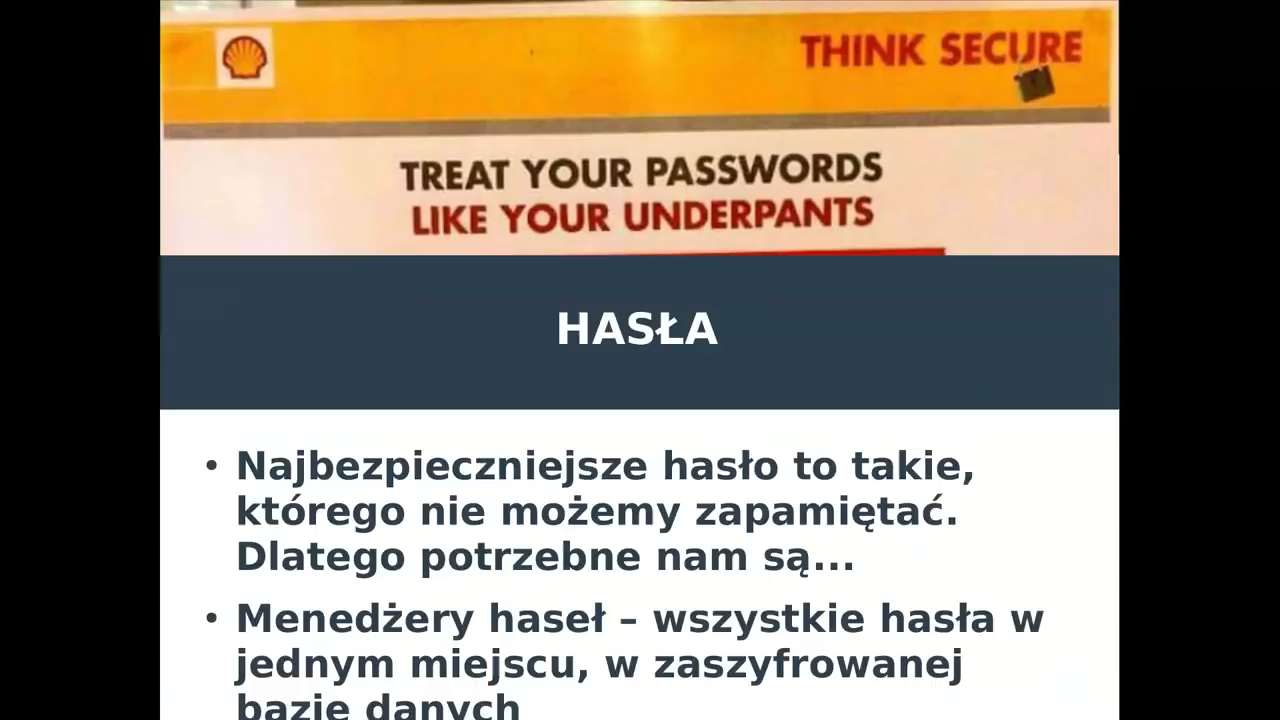 THINK SECURE
TREAT YOUR PASSWORDS
LIKE YOUR UNDERPANTS
HASŁA
• Najbezpieczniejsze hasło to takie,
którego nie możemy zapamiętać.
Dlatego potrzebne nam są...
• Menedżery haseł – wszystkie hasła w
jednym miejscu, w zaszyfrowanej
bazie danych